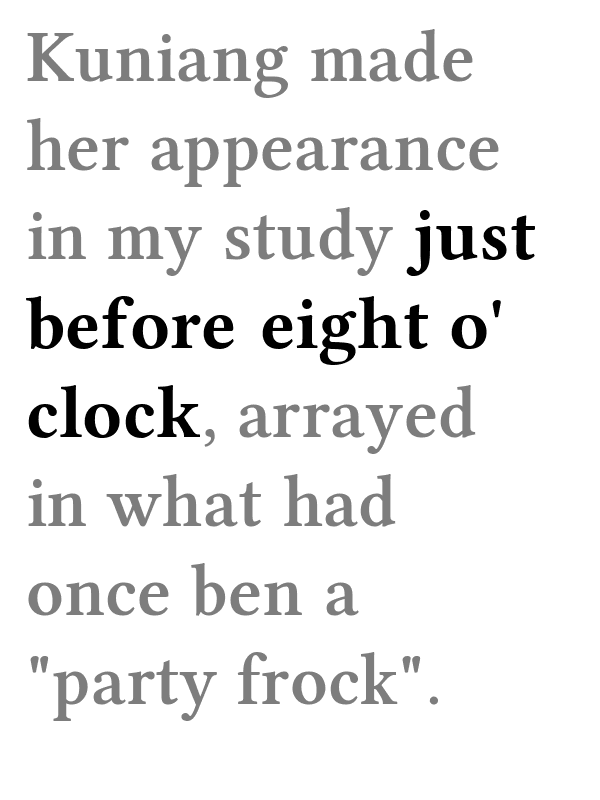 Kuniang made
her appearance
in my study just
before eight o'
clock, arrayed
in what had
once ben a
"party frock".